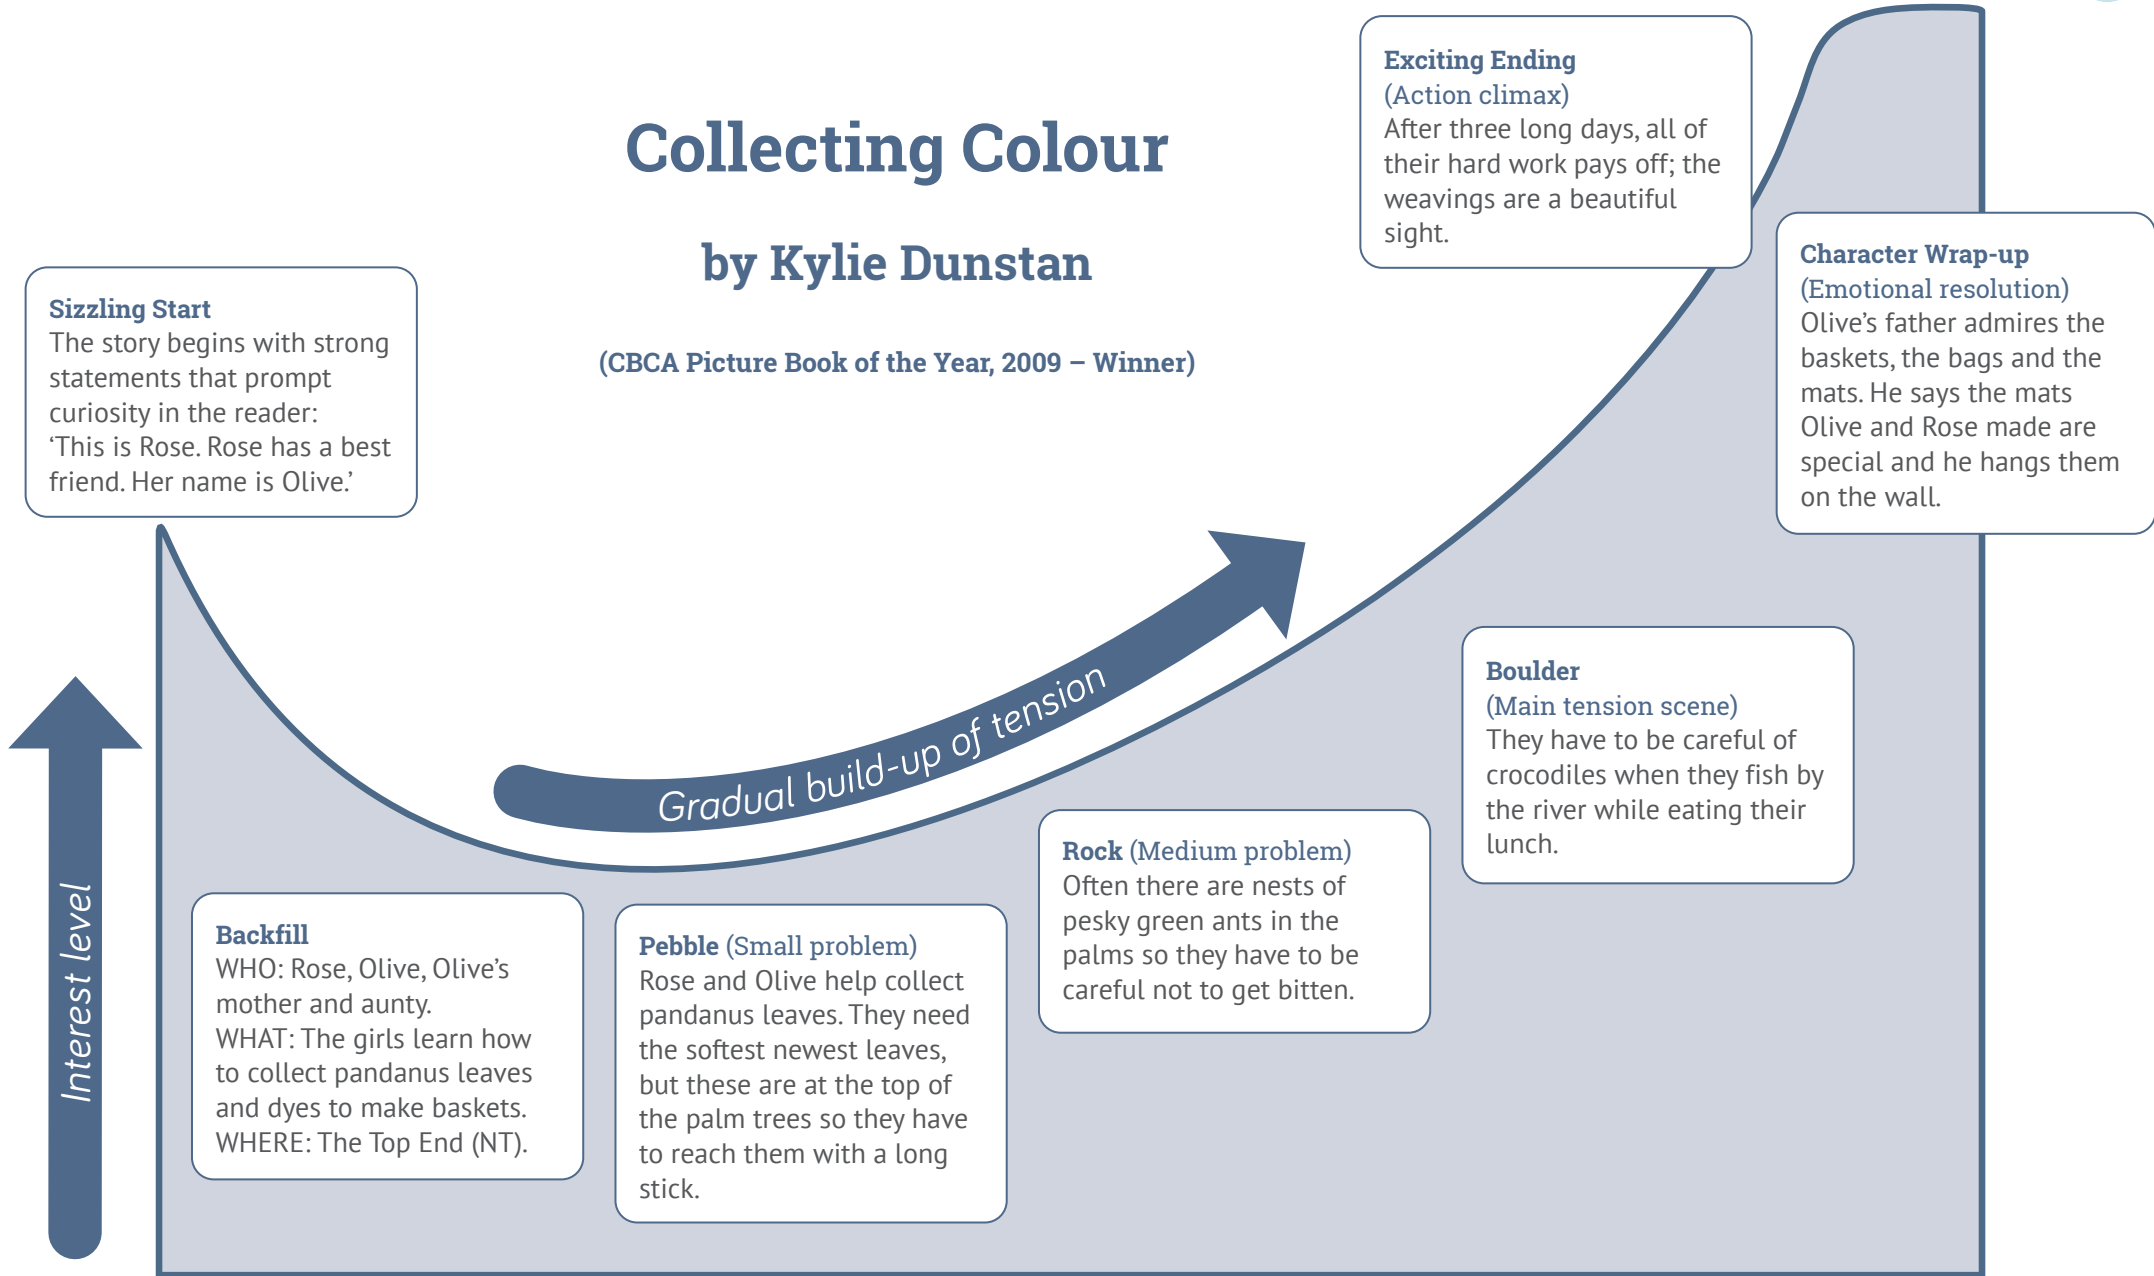 Collecting Colour
by Kylie Dunstan
(CBCA Picture Book of the Year, 2009 – Winner)
Sizzling Start
The story begins with strong
statements that prompt
curiosity in the reader:
‘This is Rose. Rose has a best
friend. Her name is Olive.’
Backfill
WHO: Rose, Olive, Olive’s
mother and aunty.
WHAT: The girls learn how
to collect pandanus leaves
and dyes to make baskets.
WHERE: The Top End (NT).
Pebble (Small problem)
Rose and Olive help collect
pandanus leaves. They need
the softest newest leaves,
but these are at the top of
the palm trees so they have
to reach them with a long
stick.
Rock (Medium problem)
Often there are nests of
pesky green ants in the
palms so they have to be
careful not to get bitten.
Boulder
(Main tension scene)
They have to be careful of
crocodiles when they fish by
the river while eating their
lunch.
Exciting Ending
(Action climax)
After three long days, all of
their hard work pays off; the
weavings are a beautiful
sight.
Character Wrap-up
(Emotional resolution)
Olive’s father admires the
baskets, the bags and the
mats. He says the mats
Olive and Rose made are
special and he hangs them
on the wall.
Gradual build-up of tension
Interest level